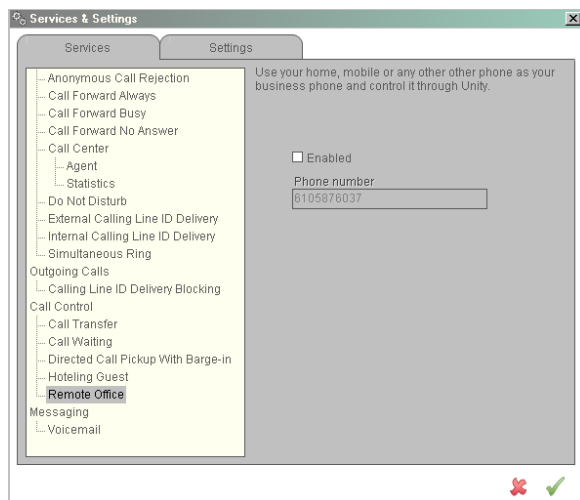 Services & Settings
Services
Settings
Anonymous Call Rejection
Call Forward Always
Call Forward Busy
Call Forward No Answer
Call Center
Agent
Statistics
Do Not Disturb
External Calling Line ID Delivery
Internal Calling Line ID Delivery
Simultaneous Ring
Outgoing Calls
Calling Line ID Delivery Blocking
Call Control
Call Transfer
Call Waiting
Directed Call Pickup With Barge-in
Hoteling Guest
Remote Office
Messaging
Voicemail
Use your home, mobile or any other other phone as your
business phone and control it through Unity.
Enabled
Phone number
6105876037